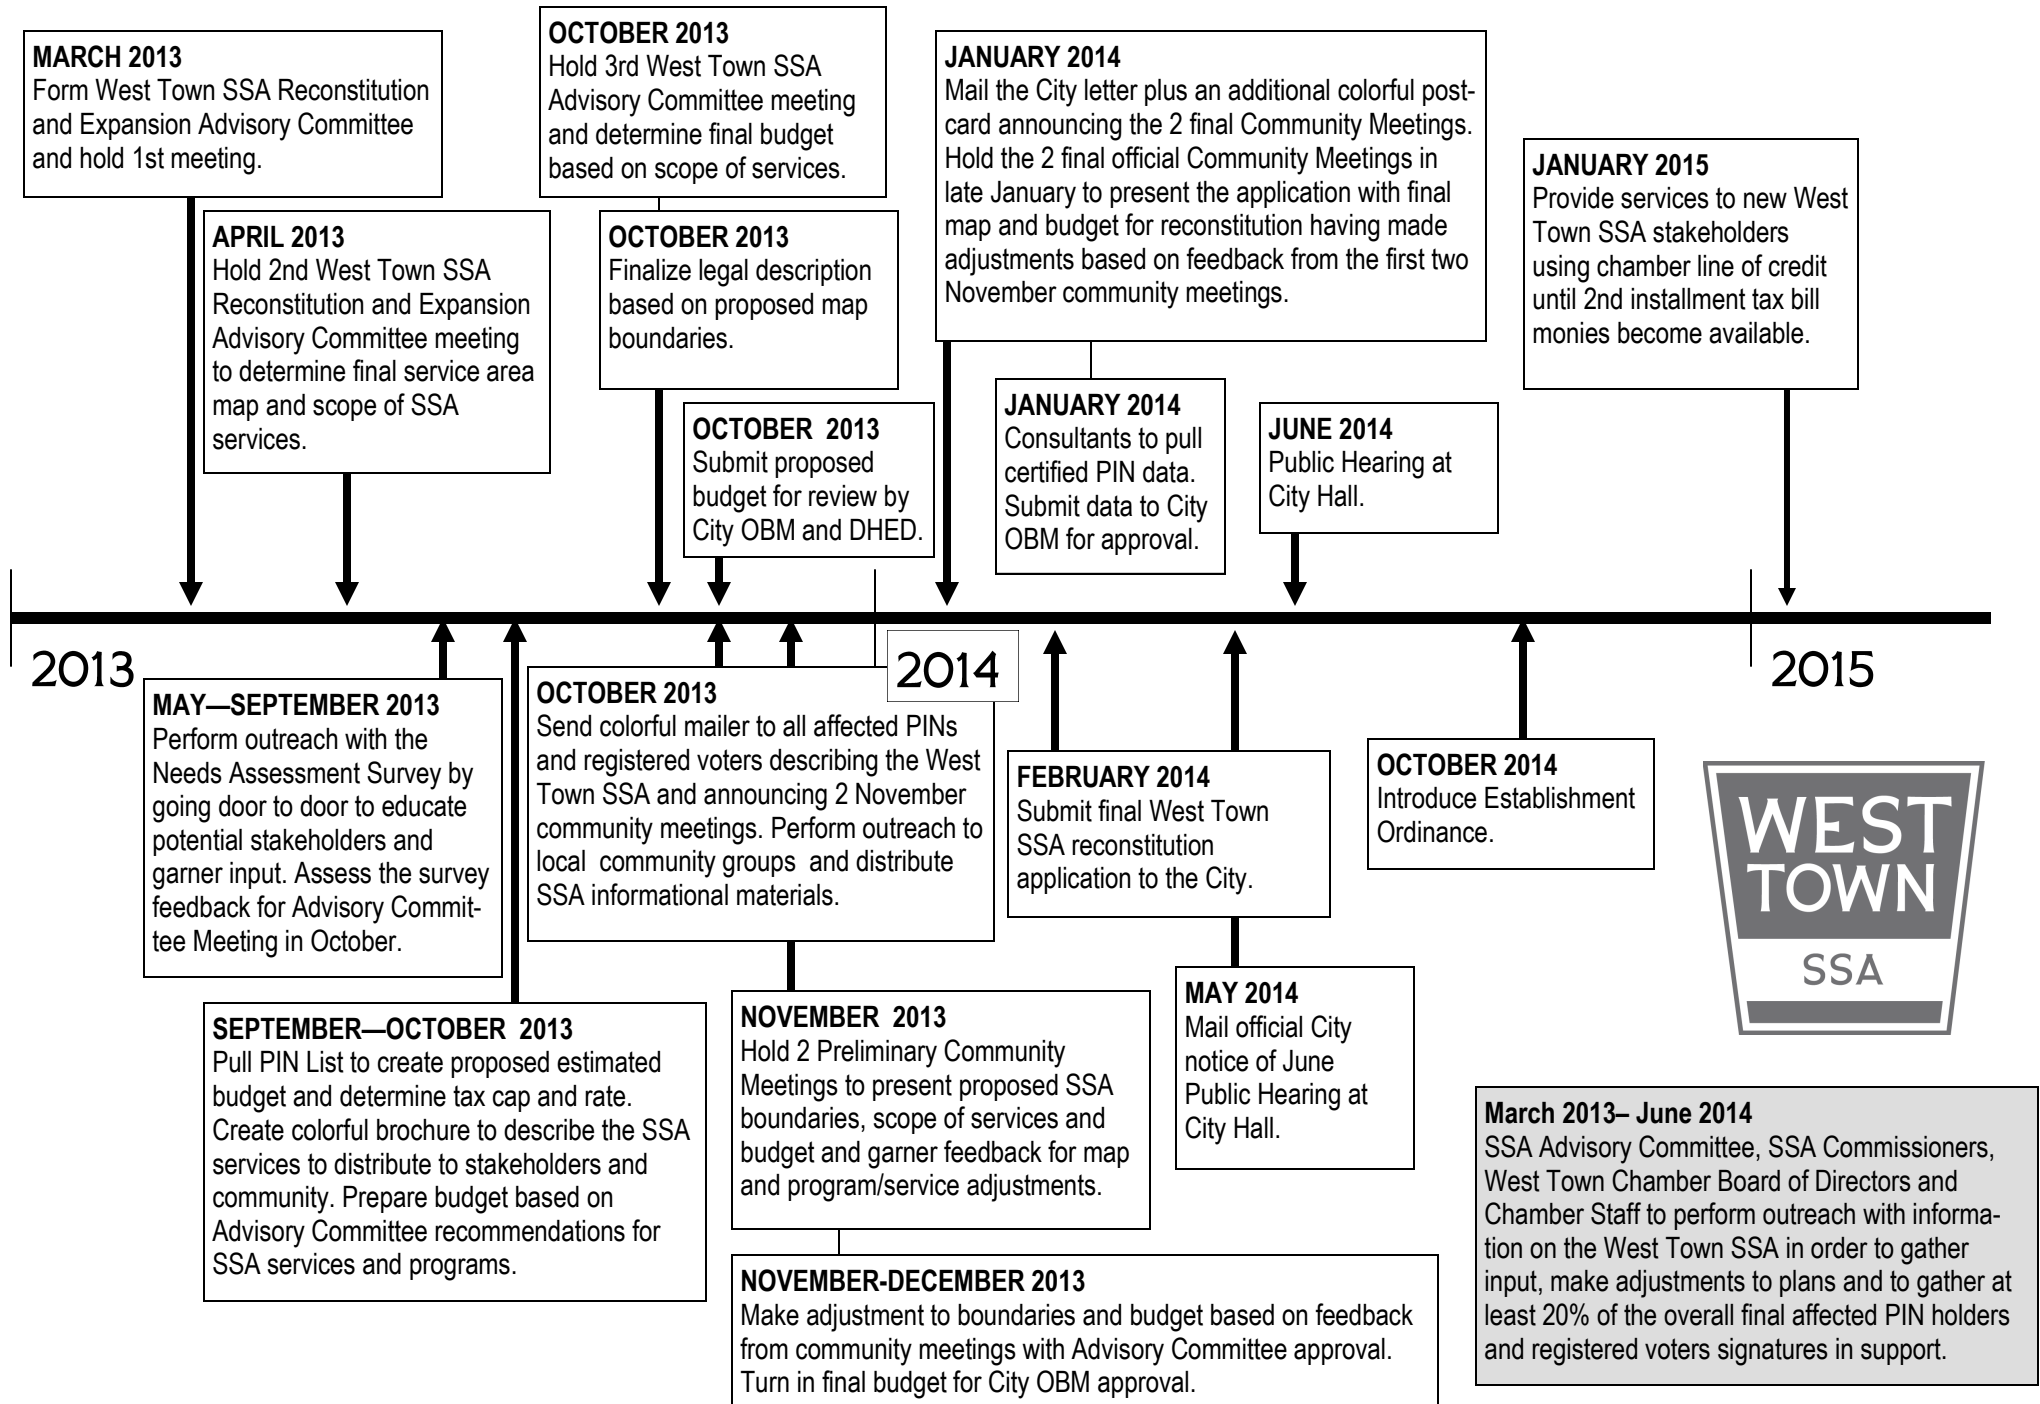 MARCH 2013
Form West Town SSA Reconstitution
and Expansion Advisory Committee
and hold 1st meeting.
APRIL 2013
Hold 2nd West Town SSA
Reconstitution and Expansion
Advisory Committee meeting
to determine final service area
map and scope of SSA
services.
OCTOBER 2013
Hold 3rd West Town SSA
Advisory Committee meeting
and determine final budget
based on scope of services.
OCTOBER 2013
Finalize legal description
based on proposed map
boundaries.
OCTOBER 2013
Submit proposed
budget for review by
City OBM and DHED.
JANUARY 2014
Mail the City letter plus an additional colorful post-
card announcing the 2 final Community Meetings.
Hold the 2 final official Community Meetings in
late January to present the application with final
map and budget for reconstitution having made
adjustments based on feedback from the first two
November community meetings.
JANUARY 2014
Consultants to pull
certified PIN data.
Submit data to City
OBM for approval.
JUNE 2014
Public Hearing at
City Hall.
JANUARY 2015
Provide services to new West
Town SSA stakeholders
using chamber line of credit
until 2nd installment tax bill
monies become available.
2013
2014
2015
MAY—SEPTEMBER 2013
Perform outreach with the
Needs Assessment Survey by
going door to door to educate
potential stakeholders and
garner input. Assess the survey
feedback for Advisory Commit-
tee Meeting in October.
SEPTEMBER—OCTOBER 2013
Pull PIN List to create proposed estimated
budget and determine tax cap and rate.
Create colorful brochure to describe the SSA
services to distribute to stakeholders and
community. Prepare budget based on
Advisory Committee recommendations for
SSA services and programs.
OCTOBER 2013
Send colorful mailer to all affected PINs
and registered voters describing the West
Town SSA and announcing 2 November
community meetings. Perform outreach to
local community groups and distribute
SSA informational materials.
NOVEMBER 2013
Hold 2 Preliminary Community
Meetings to present proposed SSA
boundaries, scope of services and
budget and garner feedback for map
and program/service adjustments.
NOVEMBER-DECEMBER 2013
Make adjustment to boundaries and budget based on feedback
from community meetings with Advisory Committee approval.
Turn in final budget for City OBM approval.
FEBRUARY 2014
Submit final West Town
SSA reconstitution
application to the City.
MAY 2014
Mail official City
notice of June
Public Hearing at
City Hall.
OCTOBER 2014
Introduce Establishment
Ordinance.
WEST
TOWN
SSA
March 2013– June 2014
SSA Advisory Committee, SSA Commissioners,
West Town Chamber Board of Directors and
Chamber Staff to perform outreach with informa-
tion on the West Town SSA in order to gather
input, make adjustments to plans and to gather at
least 20% of the overall final affected PIN holders
and registered voters signatures in support.